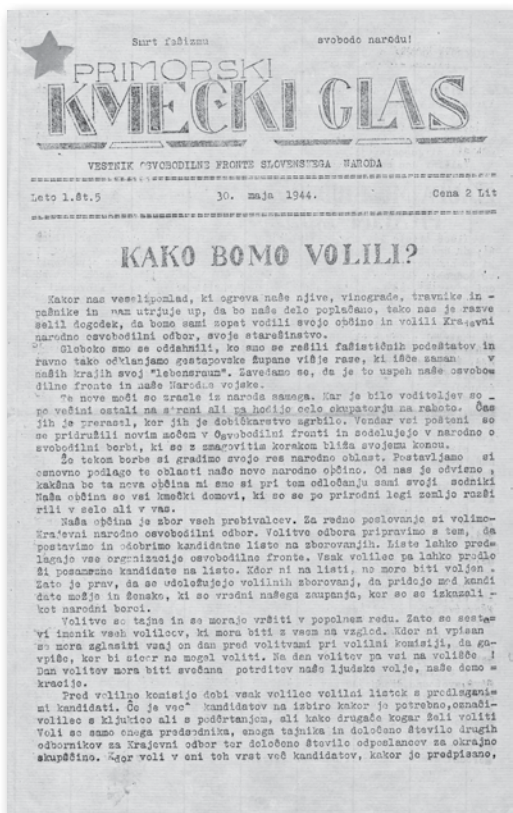 Smrt fašizmu svobodo narodu!
PRIMORSKI
KMEČKI GLAS
VESTNIK OSVOBODILNE FRONTE SLOVENSKEGA NARODA
Leto 1.št.5 30. maja 1944. Cena 2 Lit
KAKO BOMO VOLILI?
Kakor nas veseli pomlad, ki ogreva naše njive, vinograde, travnike in -
pašnike in nam utrjuje up, da bo naše delo poplačano, tako nas je razve
selil dogodek, da bomo sami zopet vodili svojo občino in volili Krajevni
narodno osvobodilni odbor, svoje starešinstvo.
Globoko smo se oddahnili, ko smo se rešili fašističnih podeštatov in
ravno tako odklanjamo gestapovske župane višje rase, ki išče zaman v
naših krajih svoj "lebensraum". Zavedamo se, da je to uspeh naše osvobo
dilne fronte in naše Narodne vojske.
Te nove moči so zrasle iz naroda samega. Kar je bilo voditeljev so -
po večini ostali na strani ali pa hodijo celo okupatorju na raboto. Čas
jih je prerasel, ker jih je dobičkarstvo zgrbilo. Vendar vsi pošteni so
se pridružili novim močem v Osvobodilni fronti in sodelujejo v narodno o
svobodilni borbi, ki se z zmagovitim korakom bliža svojemu koncu.
Že tekom borbe si gradimo svojo res narodno oblast. Postavljamo si
osnovno podlago te oblasti našo novo narodno občino. Od nas je odvisno
kakšna bo ta nova občina mi smo si pri tem odločanju sami svoji sodniki
Naša občina so vsi kmečki domovi, ki so se po prirodni legi zemlje razši
rili v selo ali v vas.
Naša občina je zbor vseh prebivalcev. Za redno poslovanje si volimo-
Krajevni narodno osvobodilni odbor. Volitve odbora pripravimo s tem, da
postavimo in odobrimo kandidatne liste na zborovanjih. Liste lahko pred-
lagajo vse organizacije osvobodilne fronte. Vsak volilec pa lahko predlo
ži posamezne kandidate na listo. Kdor ni na listi, ne more biti voljen.
Zato je prav, da se udeležujejo volilnih zborovanj, da pridejo med kandi
date možje in ženske, ki so vredni našega zaupanja, ker so se izkazali -
kot narodni borci.
Volitve so tajne in se morajo vršiti v popolnem redu. Zato se sesta-
vi imenik vseh volilcev, ki mora biti vsem na vpogled. Kdor ni vpisan
se mora zglasiti vsaj en dan pred volitvami pri volilni komisiji, da ga-
vpiše, ker bi sicer ne mogel voliti. Na dan volitev pa vsi na volišče !
Dan volitev mora biti svečana potrditev naše ljudske volje, naše demo =
kracije.
Pred volilno komisijo dobi vsak volilec volilni listek s predlagani-
mi kandidati. Če je več kandidatov na izbiro kakor je potrebno, označi-
volilec s kljukico ali s podčrtanjem, ali kako drugače kogar želi voliti
Voli se samo enega predsednika, enega tajnika in določeno število drugih
odbornikov za Krajevni odbor ter določeno število odposlancev za okrajno
skupščino. Kdor voli v eni teh vrst več kandidatov, kakor je predpisano,